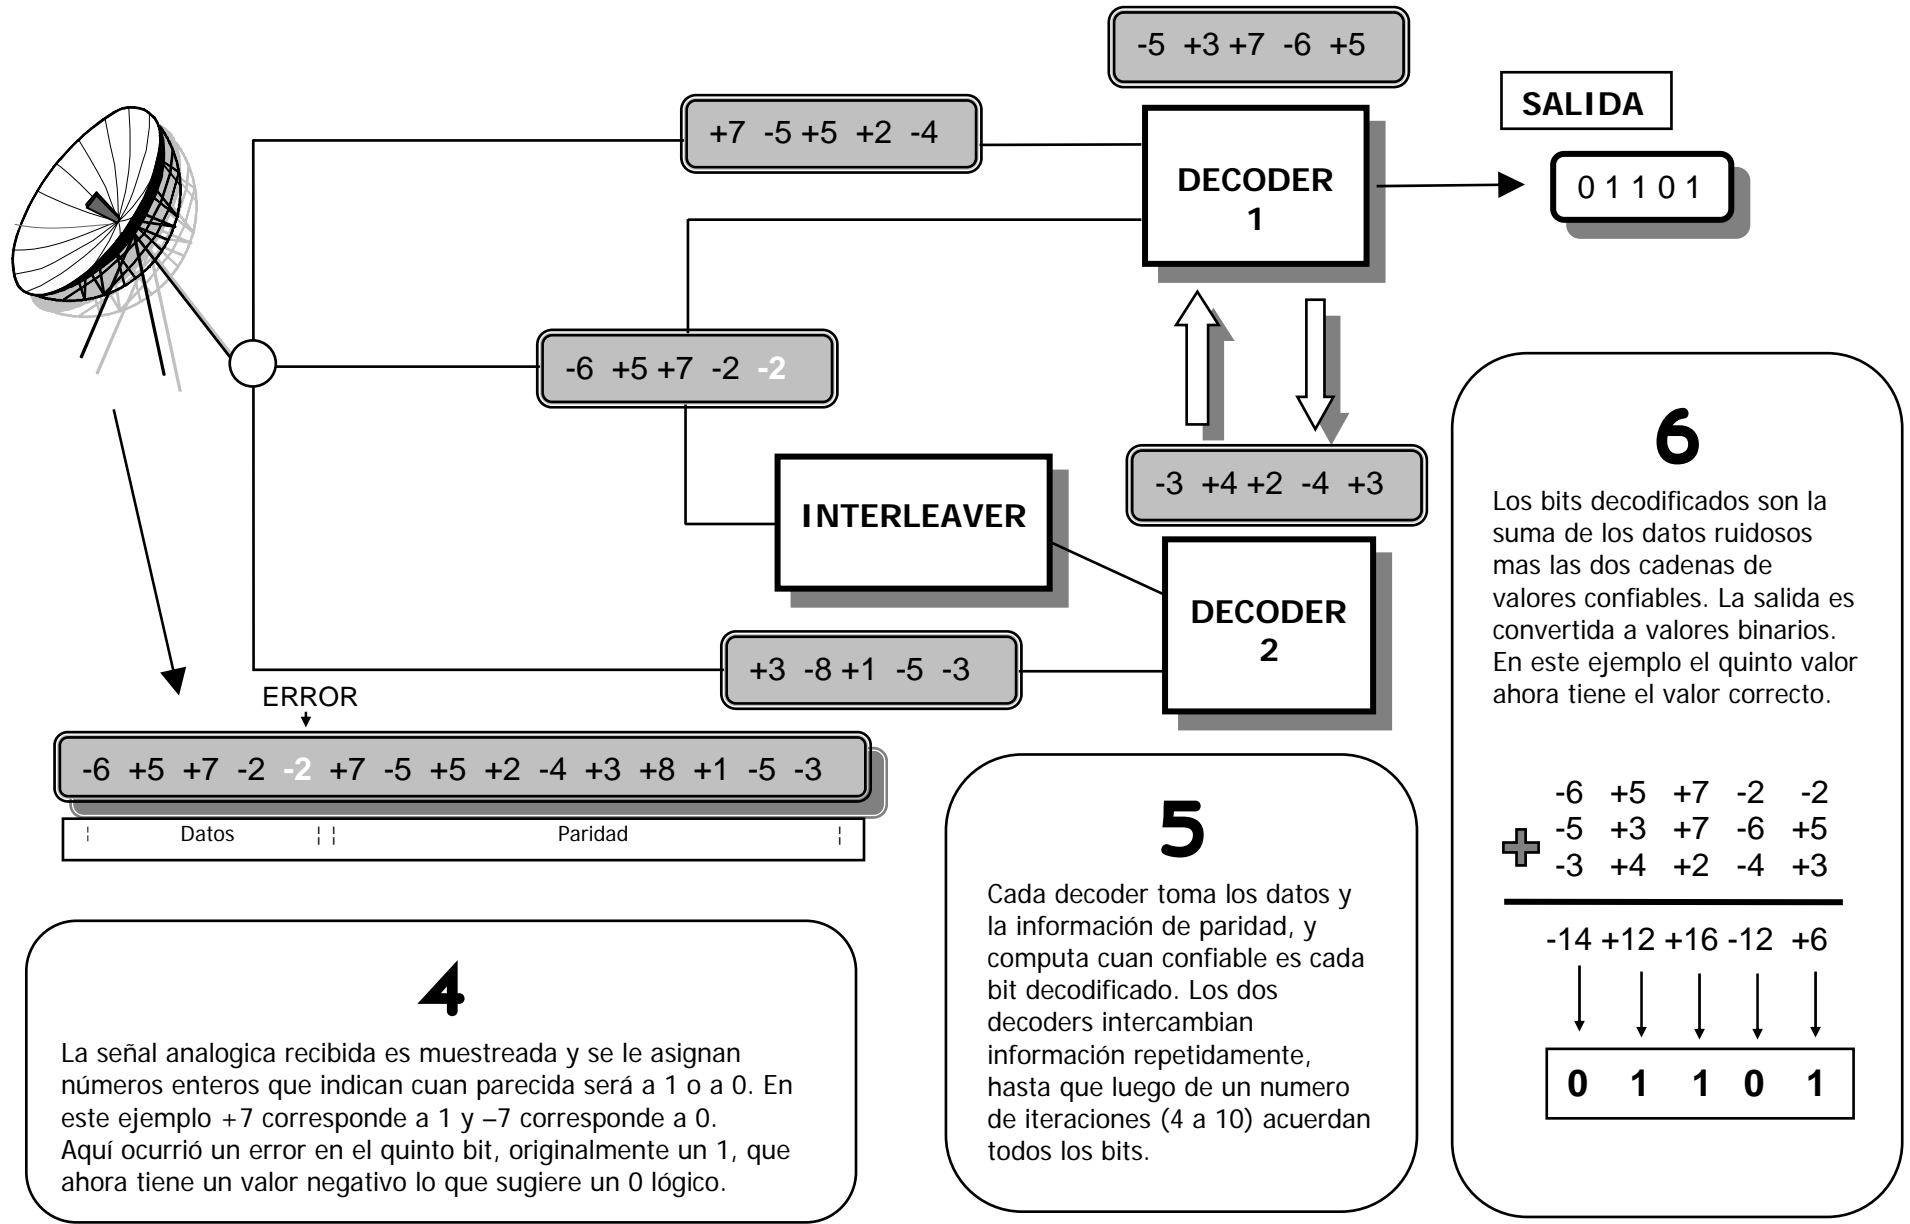 -5 +3 +7 -6 +5
SALIDA
+7 -5 +5 +2 -4
DECODER
1
0 1 1 0 1
-6 +5 +7 -2 -2
INTERLEAVER
-3 +4 +2 -4 +3
DECODER
2
+3 -8 +1 -5 -3
ERROR
-6 +5 +7 -2 -2 +7 -5 +5 +2 -4 +3 +8 +1 -5 -3
Datos Paridad
4
La señal analogica recibida es muestreada y se le asignan
números enteros que indican cuan parecida será a 1 o a 0. En
este ejemplo +7 corresponde a 1 y –7 corresponde a 0.
Aquí ocurrió un error en el quinto bit, originalmente un 1, que
ahora tiene un valor negativo lo que sugiere un 0 lógico.
5
Cada decoder toma los datos y
la información de paridad, y
computa cuan confiable es cada
bit decodificado. Los dos
decoders intercambian
información repetidamente,
hasta que luego de un numero
de iteraciones (4 a 10) acuerdan
todos los bits.
6
Los bits decodificados son la
suma de los datos ruidosos
mas las dos cadenas de
valores confiables. La salida es
convertida a valores binarios.
En este ejemplo el quinto valor
ahora tiene el valor correcto.
-6 +5 +7 -2 -2
-5 +3 +7 -6 +5
-3 +4 +2 -4 +3
-14 +12 +16 -12 +6
0 1 1 0 1